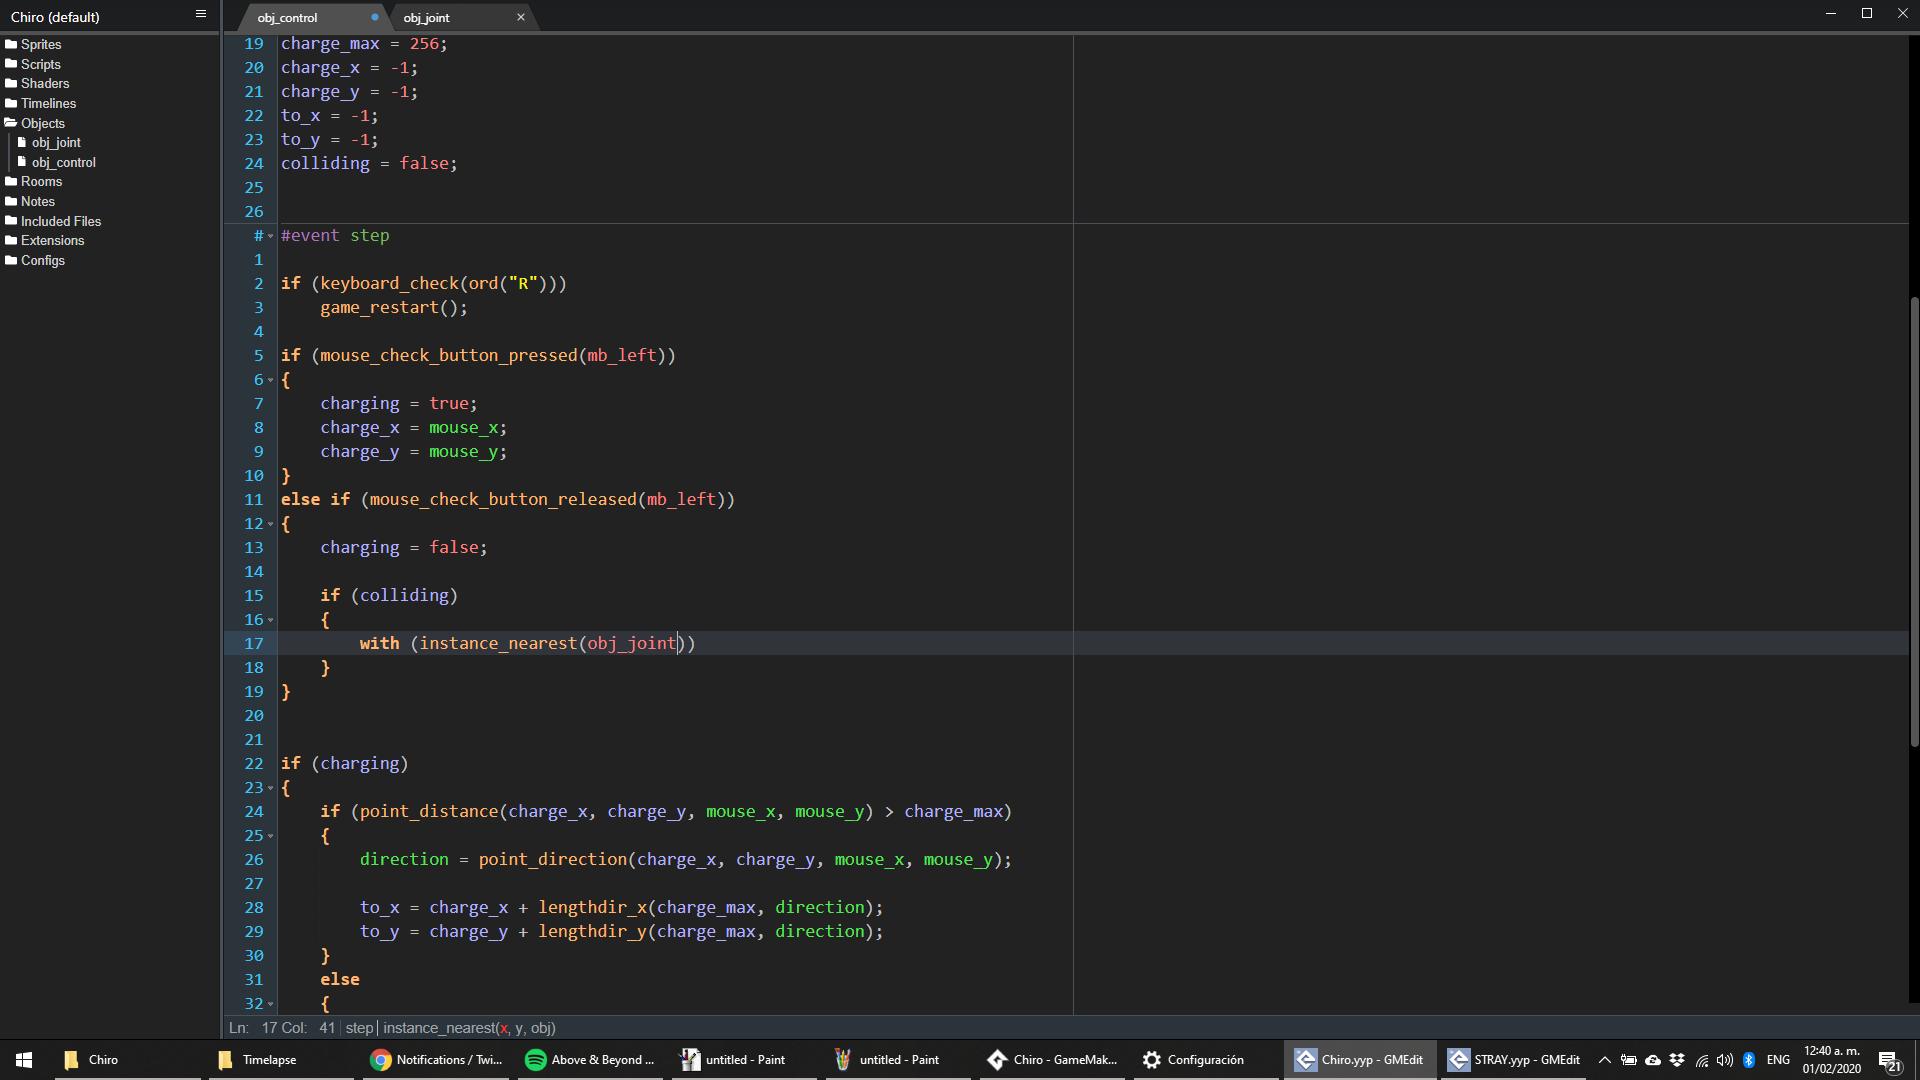 Chiro (default)
obj_control
obj_joint
Sprites
Scripts
Shaders
Timelines
Objects
obj_joint
obj_control
Rooms
Notes
Included Files
Extensions
Configs
19 charge_max = 256;
20 charge_x = -1;
21 charge_y = -1;
22 to_x = -1;
23 to_y = -1;
24 colliding = false;
25
26
# #event step
1
2 if (keyboard_check(ord("R")))
3 game_restart();
4
5 if (mouse_check_button_pressed(mb_left))
6 {
7 charging = true;
8 charge_x = mouse_x;
9 charge_y = mouse_y;
10 }
11 else if (mouse_check_button_released(mb_left))
12 {
13 charging = false;
14
15 if (colliding)
16 {
17 with (instance_nearest(obj_joint))
18 }
19 }
20
21
22 if (charging)
23 {
24 if (point_distance(charge_x, charge_y, mouse_x, mouse_y) > charge_max)
25 {
26 direction = point_direction(charge_x, charge_y, mouse_x, mouse_y);
27
28 to_x = charge_x + lengthdir_x(charge_max, direction);
29 to_y = charge_y + lengthdir_y(charge_max, direction);
30 }
31 else
32 {
Ln: 17 Col: 41 step instance_nearest(x, y, obj)
Chiro
Timelapse
Notifications / Twi...
Above & Beyond ...
untitled - Paint
untitled - Paint
Chiro - GameMak...
Configuración
Chiro.yyp - GMEdit
STRAY.yyp - GMEdit
ENG
12:40 a. m.
01/02/2020
21